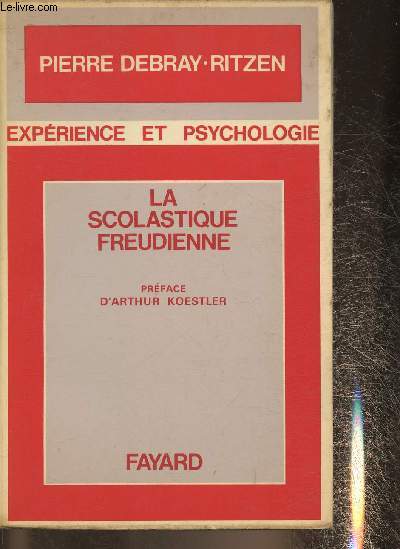 Le-livre.com
PIERRE DEBRAY-RITZEN
EXPÉRIENCE ET PSYCHOLOGIE
LA
SCOLASTIQUE
FREUDIENNE
PRÉFACE
D'ARTHUR KOESTLER
FAYARD